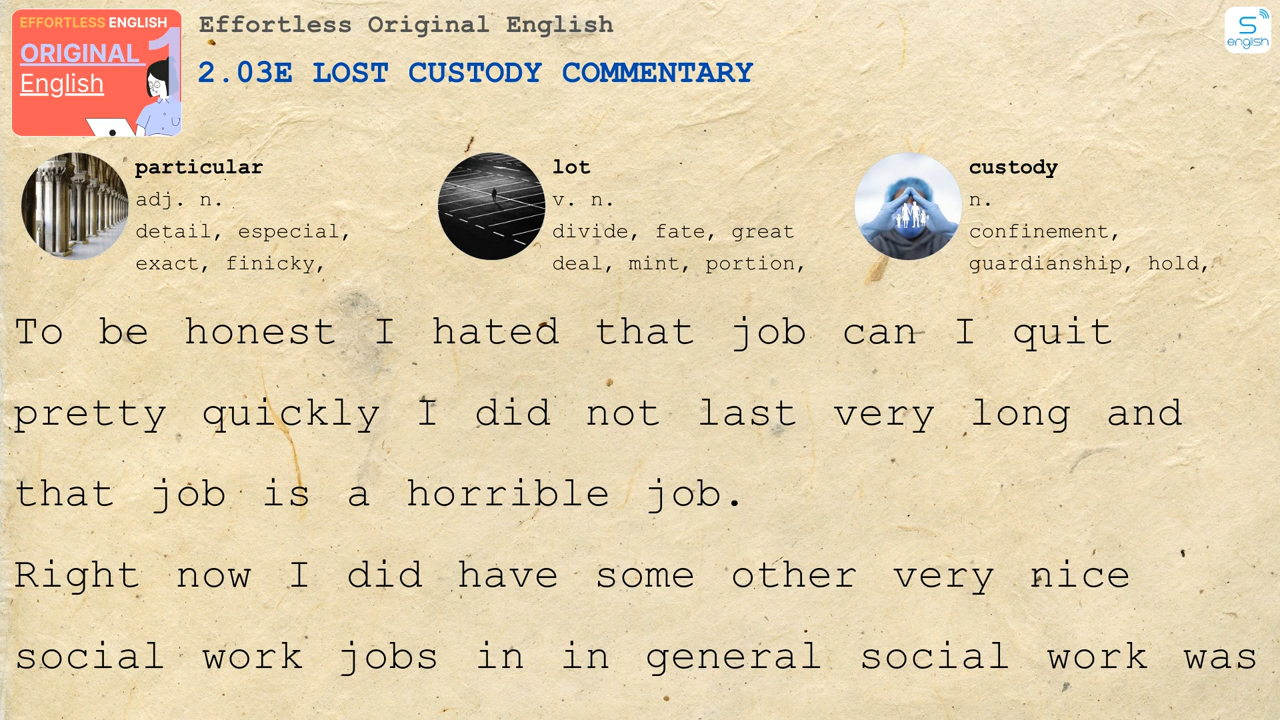 EFFORTLESS ENGLISH
ORIGINAL 1
English
Effortless Original English
2.03E LOST CUSTODY COMMENTARY
S
english
particular
adj. n.
detail, especial,
exact, finicky,
lot
v. n.
divide, fate, great
deal, mint, portion,
custody
n.
confinement,
guardianship, hold,
To be honest I hated that job can I quit
pretty quickly I did not last very long and
that job is a horrible job.
Right now I did have some other very nice
social work jobs in in general social work was